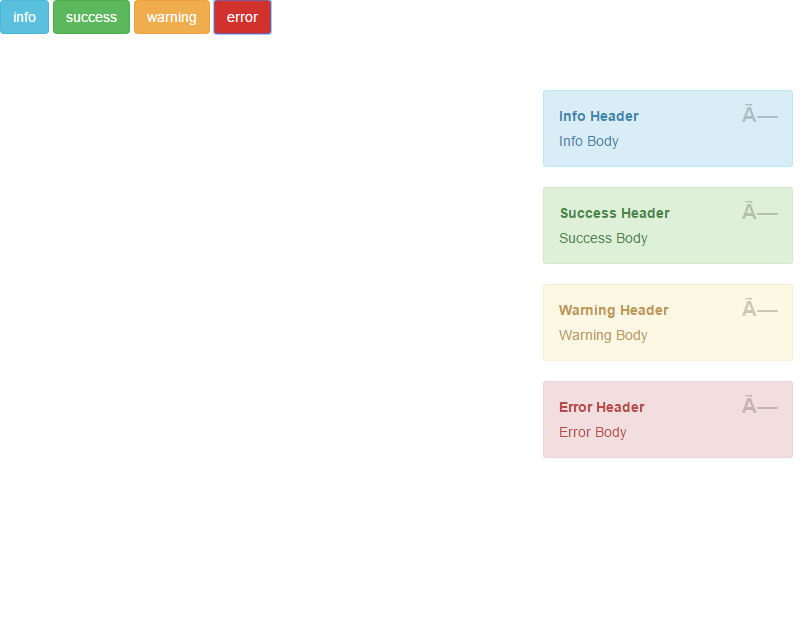 info success warning error
Info Header Ã—
Info Body
Success Header Ã—
Success Body
Warning Header Ã—
Warning Body
Error Header Ã—
Error Body